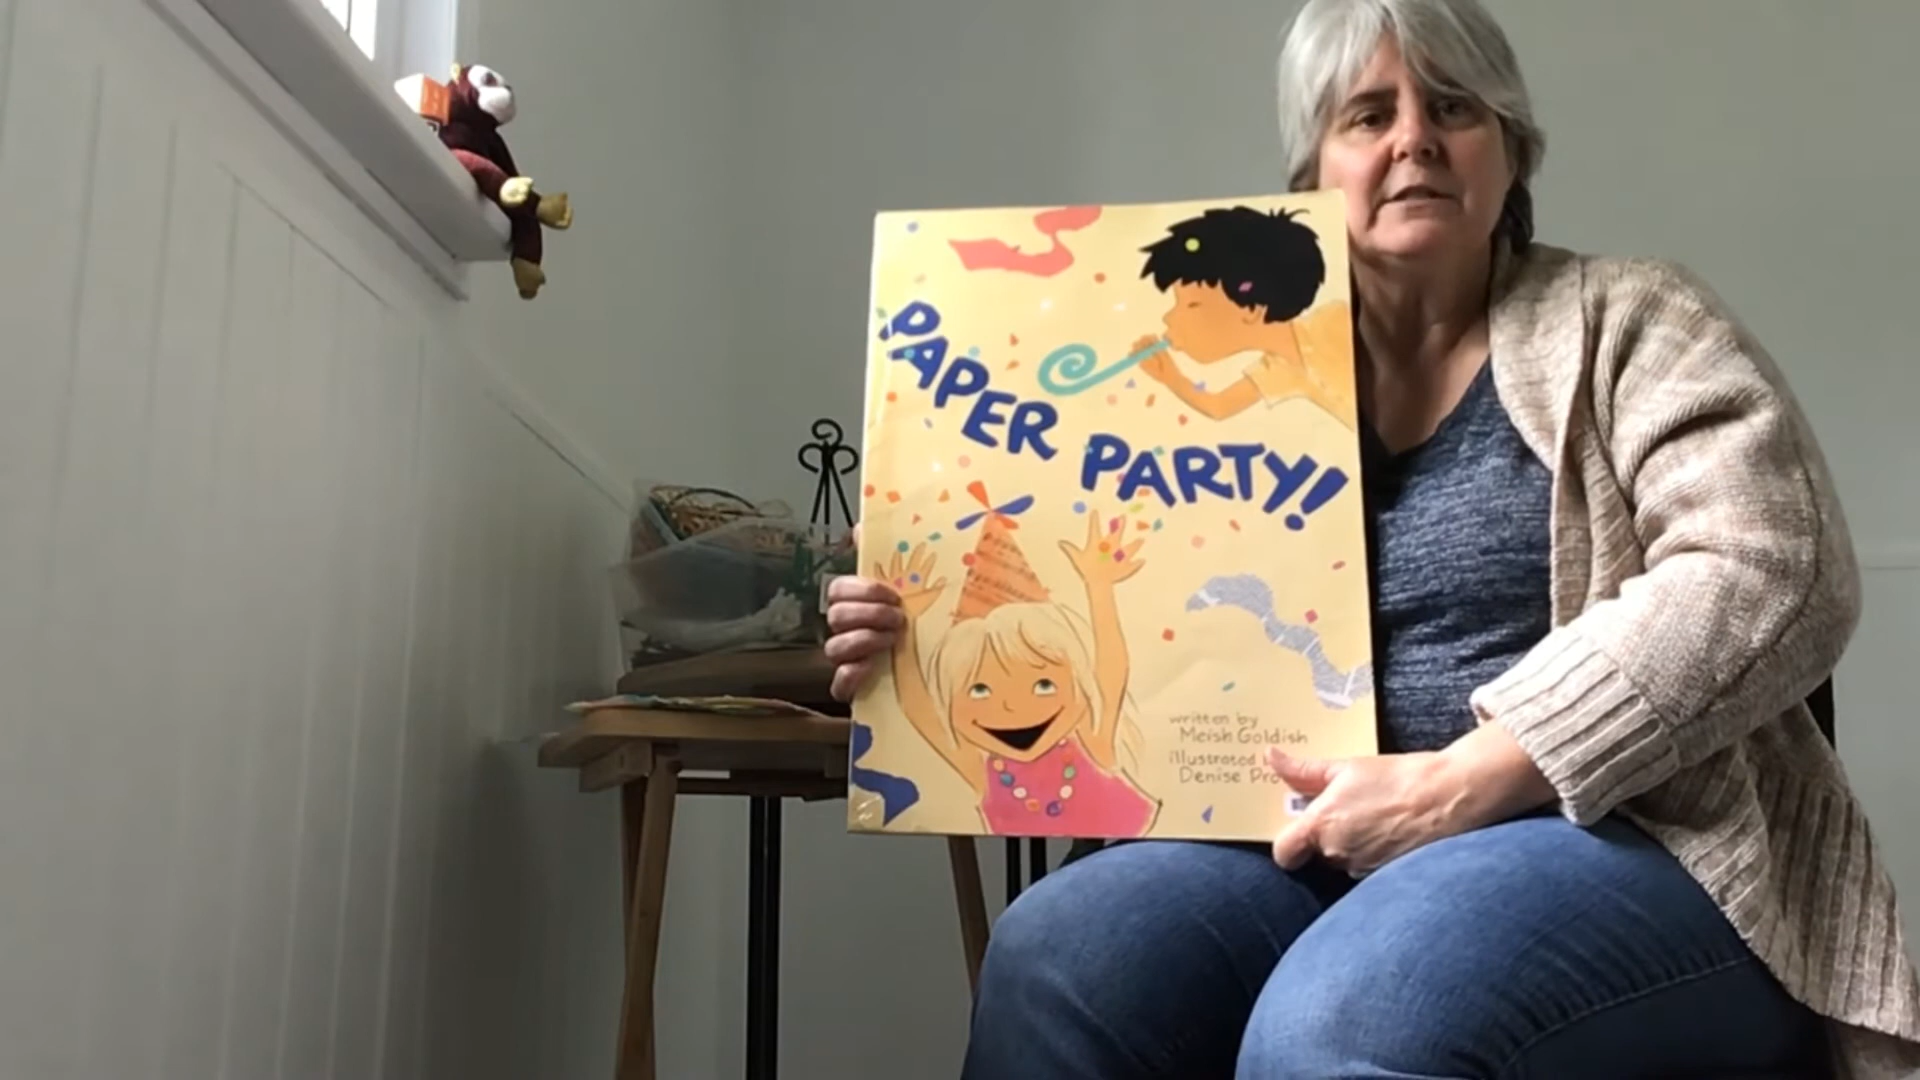 PAPER
PARTY!
written by
Meish Goldish
illustrated
Denise